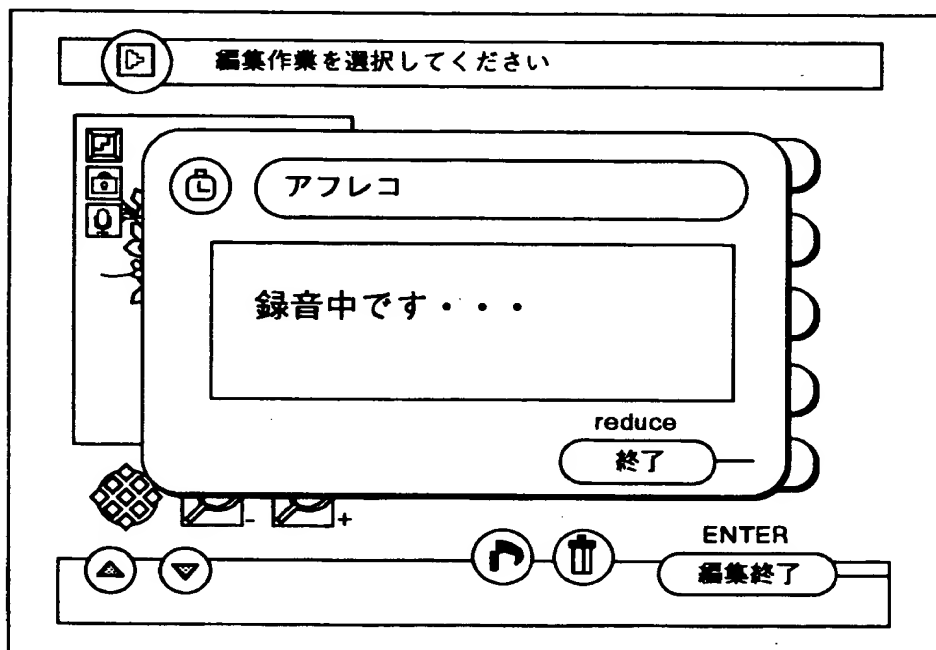 編集作業を選択してください
アフレコ
録音中です・・・
reduce
終了
- +
ENTER
編集終了